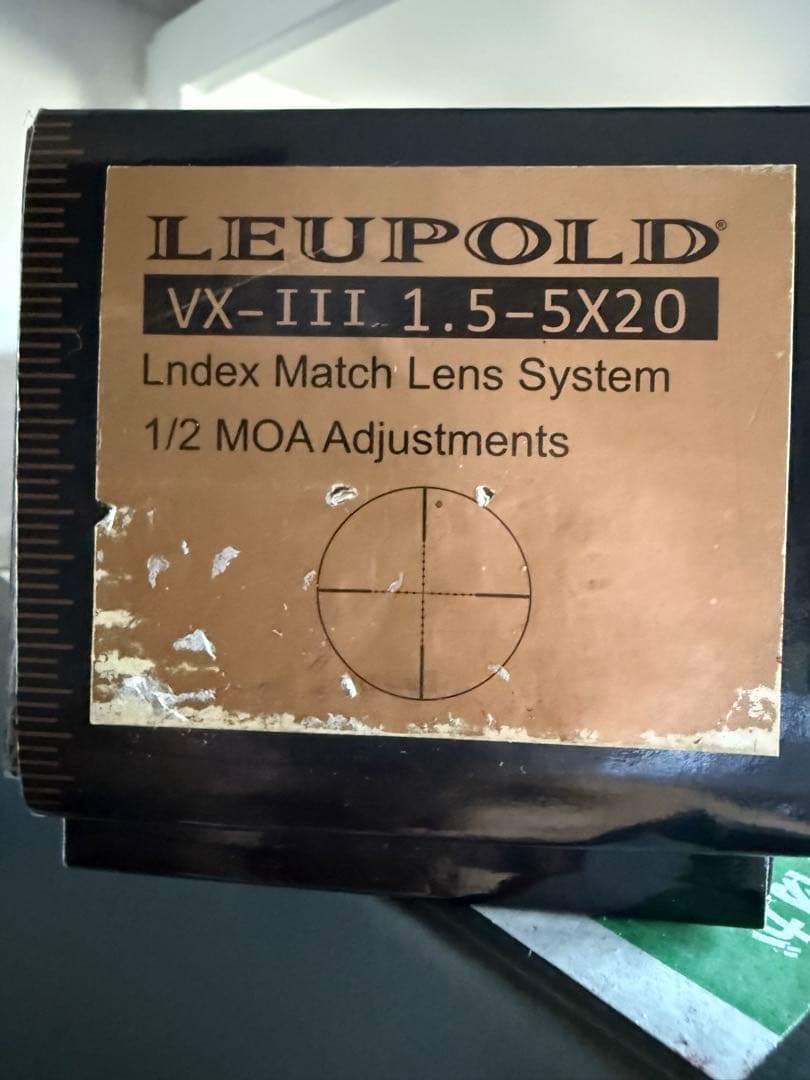 LEUPOLD®
VX-III 1.5-5X20
Lndex Match Lens System
1/2 MOA Adjustments